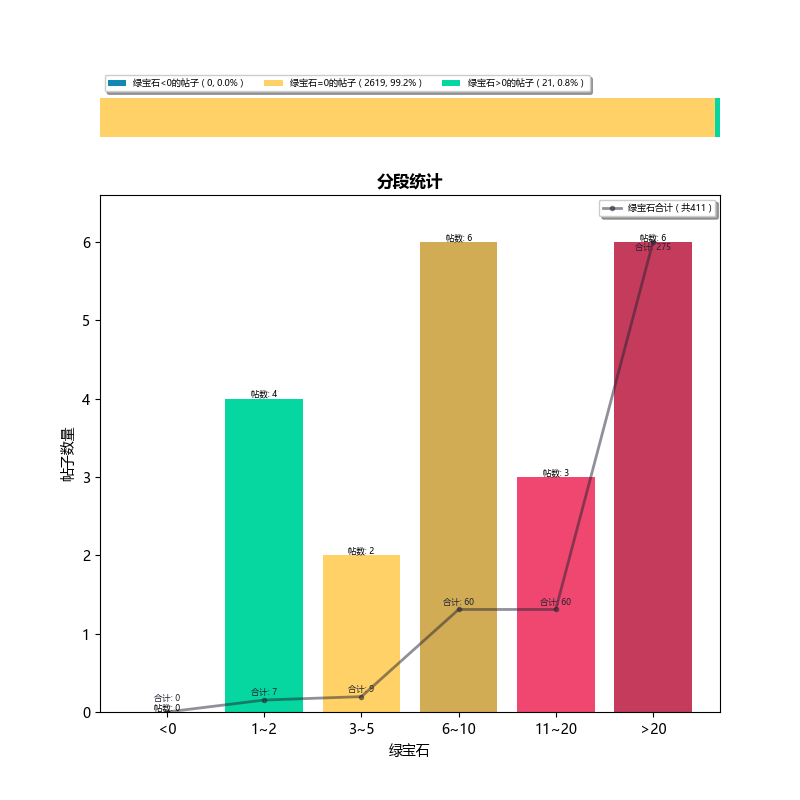 绿宝石<0的帖子 ( 0, 0.0% )
绿宝石=0的帖子 ( 2619, 99.2% )
绿宝石>0的帖子 ( 21, 0.8% )
分段统计
绿宝石合计 ( 共411 )
帖子数量
6
5
4
3
2
1
0
合计: 0
帖数: 0
帖数: 4
合计: 7
帖数: 2
合计: 9
帖数: 6
合计: 60
帖数: 3
合计: 60
帖数: 6
合计: 275
<0
1~2
3~5
6~10
11~20
>20
绿宝石